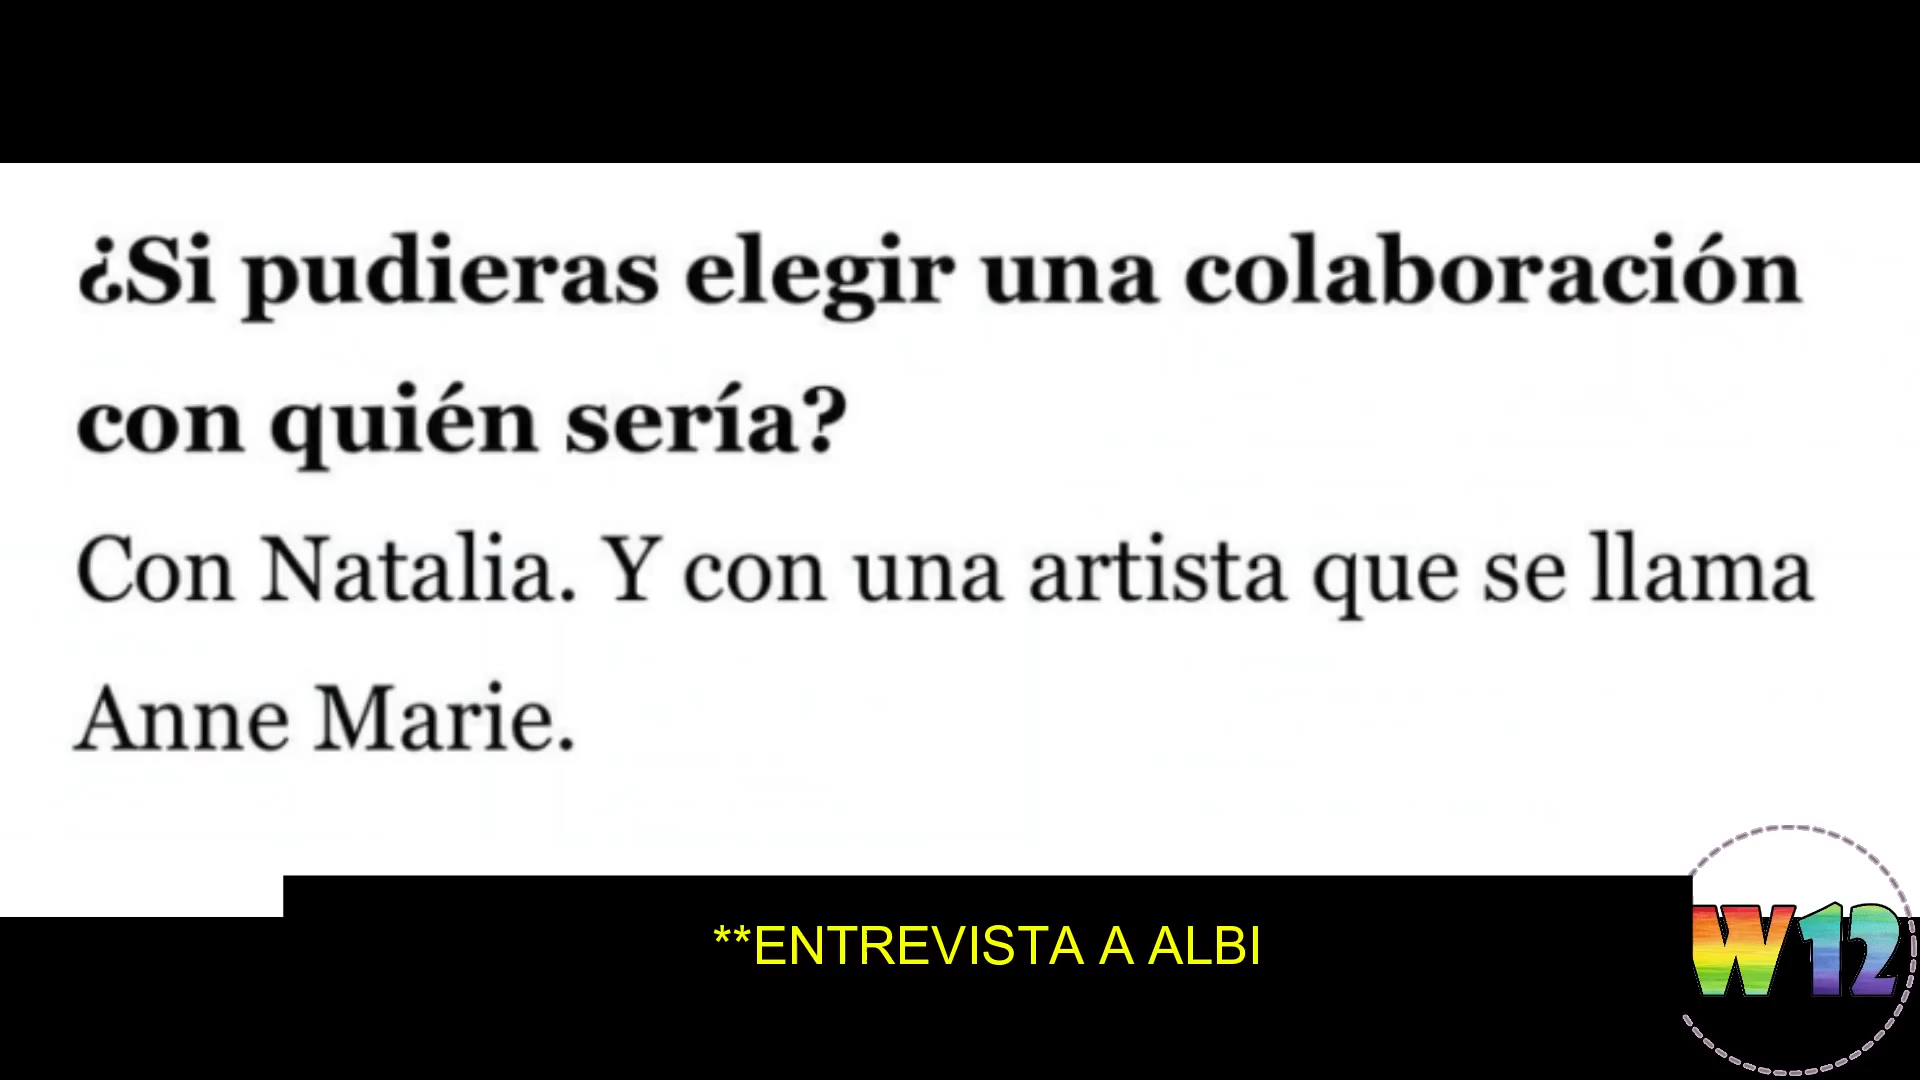 ¿Si pudieras elegir una colaboración
con quién sería?
Con Natalia. Y con una artista que se llama
Anne Marie.
**ENTREVISTA A ALBI
W12